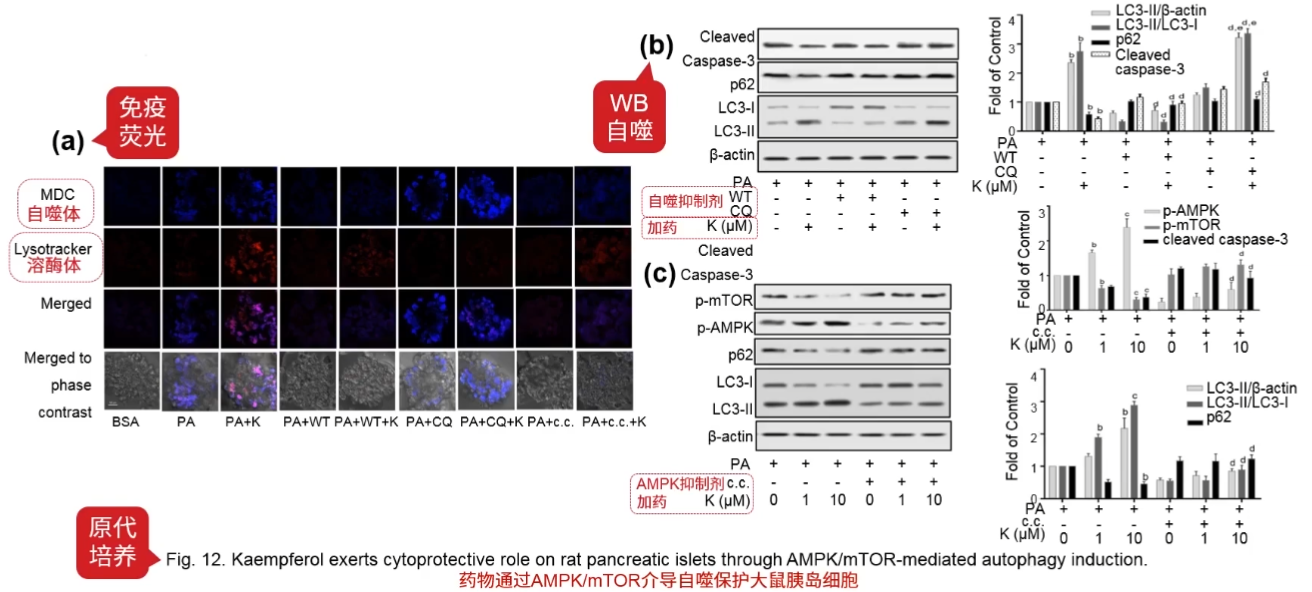 (a)
免疫
荧光
MDC
自噬体
Lysotracker
溶酶体
Merged
Merged to
phase
contrast
BSA PA PA+K PA+WT PA+WT+K PA+CQ PA+CQ+K PA+c.c. PA+c.c.+K
(b)
WB
自噬
Cleaved
Caspase-3
p62
LC3-I
LC3-II
β-actin
PA + + + + + +
自噬抑制剂 WT - - + + - -
CQ - - - - + +
加药 K (μM) - + - + - +
4
3
2
1
0
Fold of Control
LC3-II/β-actin
LC3-II/LC3-I
p62
Cleaved
caspase-3
b b b b d d d d d,e d,e d d
PA + + + + + +
WT - - + + - -
CQ - - - - + +
K (μM) - + - + - +
(c)
Cleaved
Caspase-3
p-mTOR
p-AMPK
p62
LC3-I
LC3-II
β-actin
PA + + + + + +
AMPK抑制剂 c.c. - - - + + +
加药 K (μM) 0 1 10 0 1 10
3
2
1
0
Fold of Control
p-AMPK
p-mTOR
cleaved caspase-3
b b c c c d d d
PA + + + + + +
c.c. - - - + + +
K (μM) 0 1 10 0 1 10
4
3
2
1
0
Fold of Control
LC3-II/β-actin
LC3-II/LC3-I
p62
c b c b d d d
PA + + + + + +
c.c. - - - + + +
K (μM) 0 1 10 0 1 10
原代
培养
Fig. 12. Kaempferol exerts cytoprotective role on rat pancreatic islets through AMPK/mTOR-mediated autophagy induction.
药物通过AMPK/mTOR介导自噬保护大鼠胰岛细胞